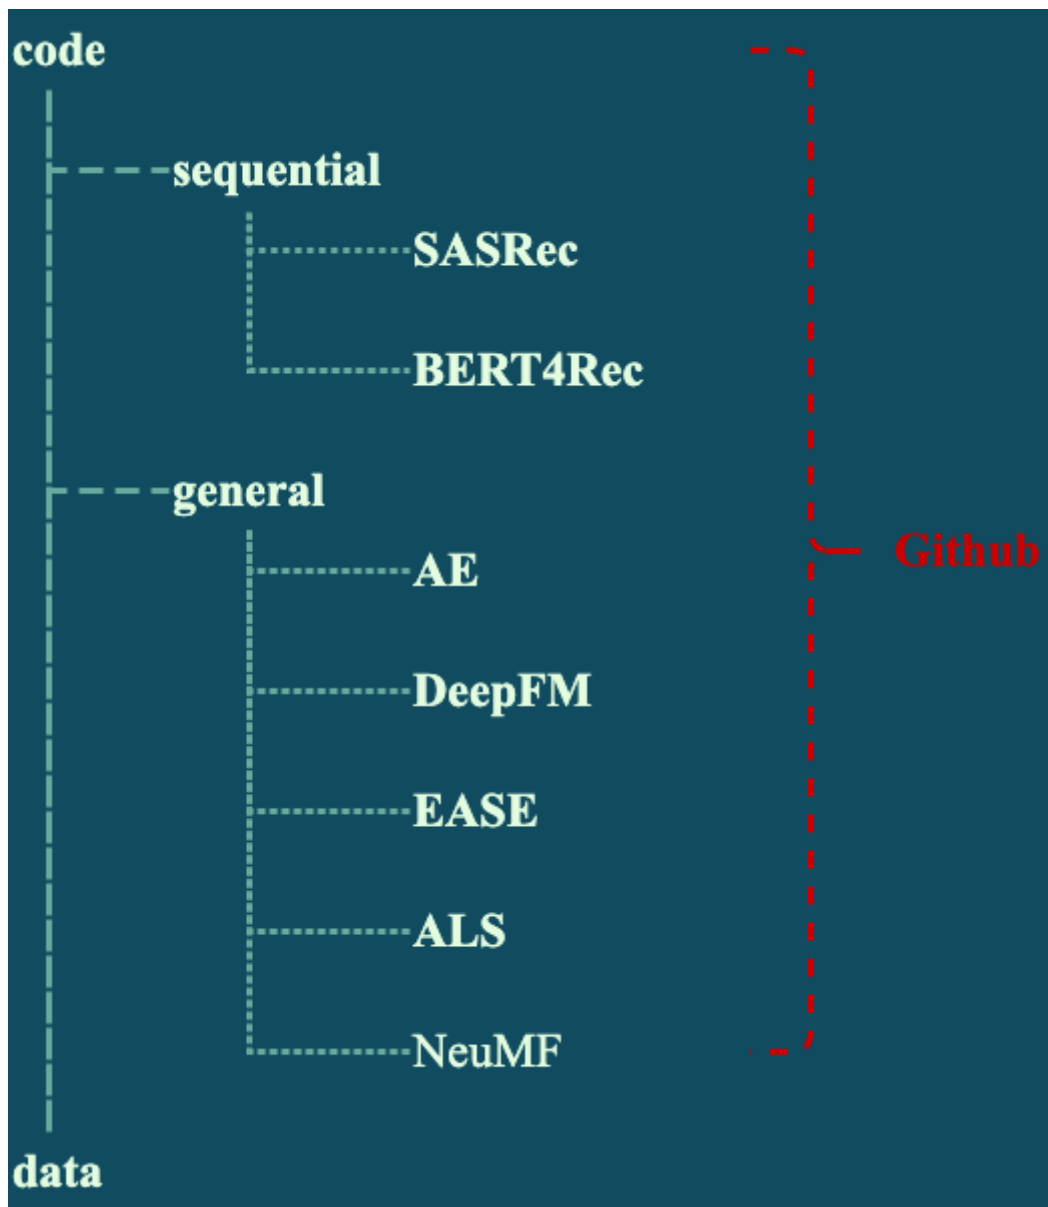 code
sequential
SASRec
BERT4Rec
general
AE
Github
DeepFM
EASE
ALS
NeuMF
data